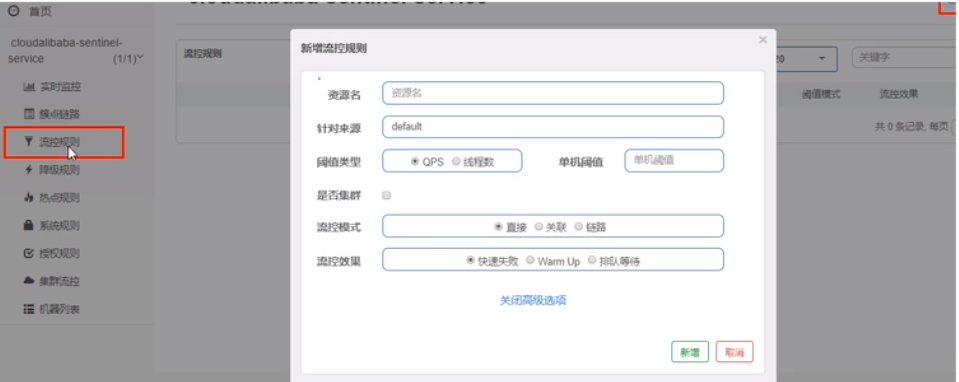 首页
cloudalibaba-sentinel-service
cloudalibaba-sentinel-
service (1/1)
实时监控
簇点链路
流控规则
降级规则
热点规则
系统规则
授权规则
集群流控
机器列表
流控规则
20
关键字
阈值模式 流控效果
共 0 条记录, 每页
新增流控规则
×
资源名 资源名
针对来源 default
阈值类型 QPS 线程数 单机阈值 单机阈值
是否集群
流控模式 直接 关联 链路
流控效果 快速失败 Warm Up 排队等待
关闭高级选项
新增 取消